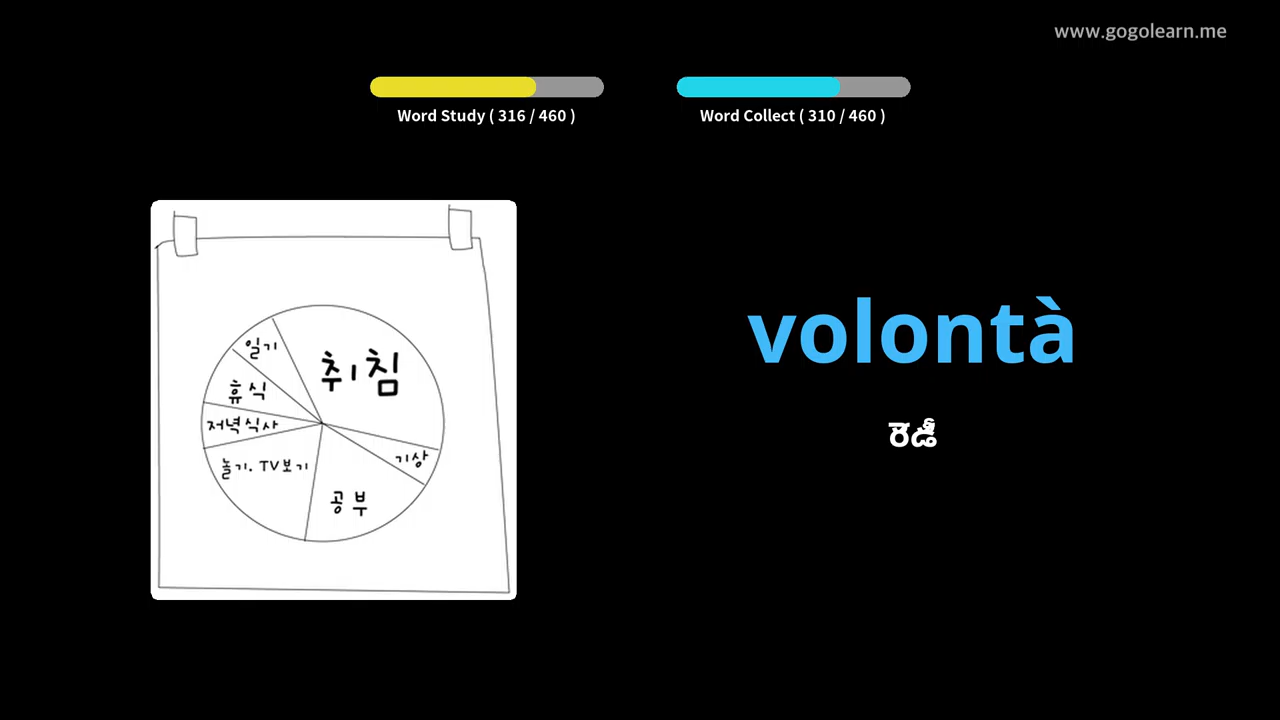 www.gogolearn.me
Word Study ( 316 / 460 )
Word Collect ( 310 / 460 )
일기
취침
휴식
저녁식사
놀기. TV보기
기상
공부
volontà
రెడీ